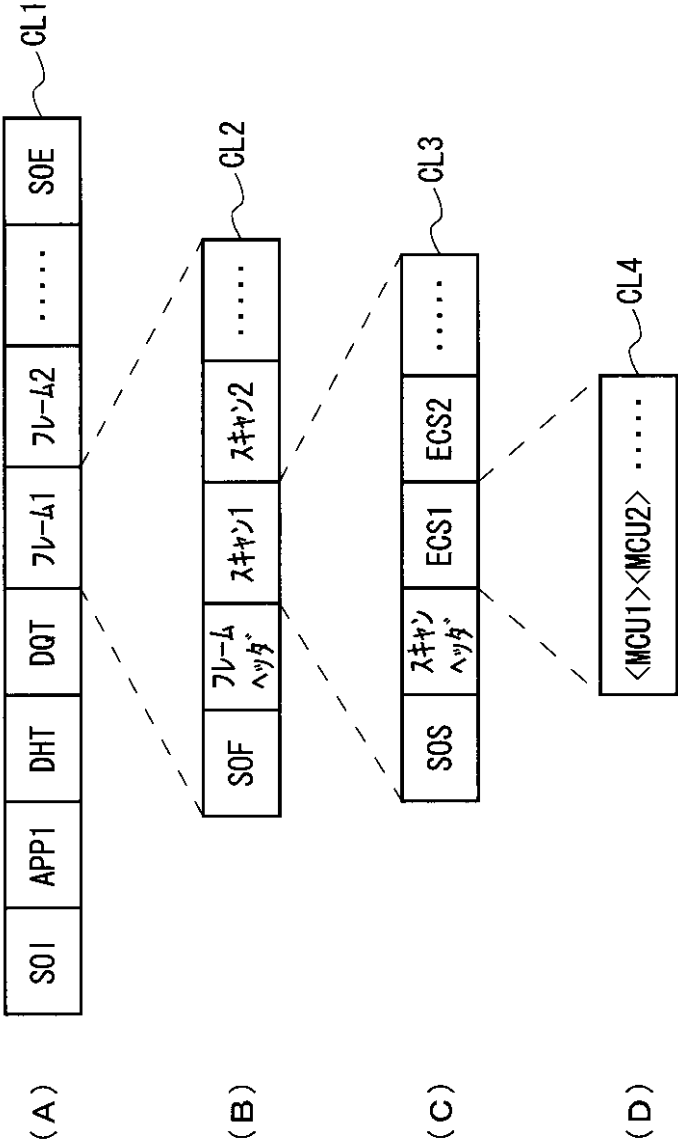 (A)
SOI
APP1
DHT
DQT
フレーム1
フレーム2
.....
SOE
CL1
(B)
SOF
フレーム
ヘッダ
スキャン1
スキャン2
.....
CL2
(C)
SOS
スキャン
ヘッダ
ECS1
ECS2
.....
CL3
(D)
<MCU1><MCU2> .....
CL4